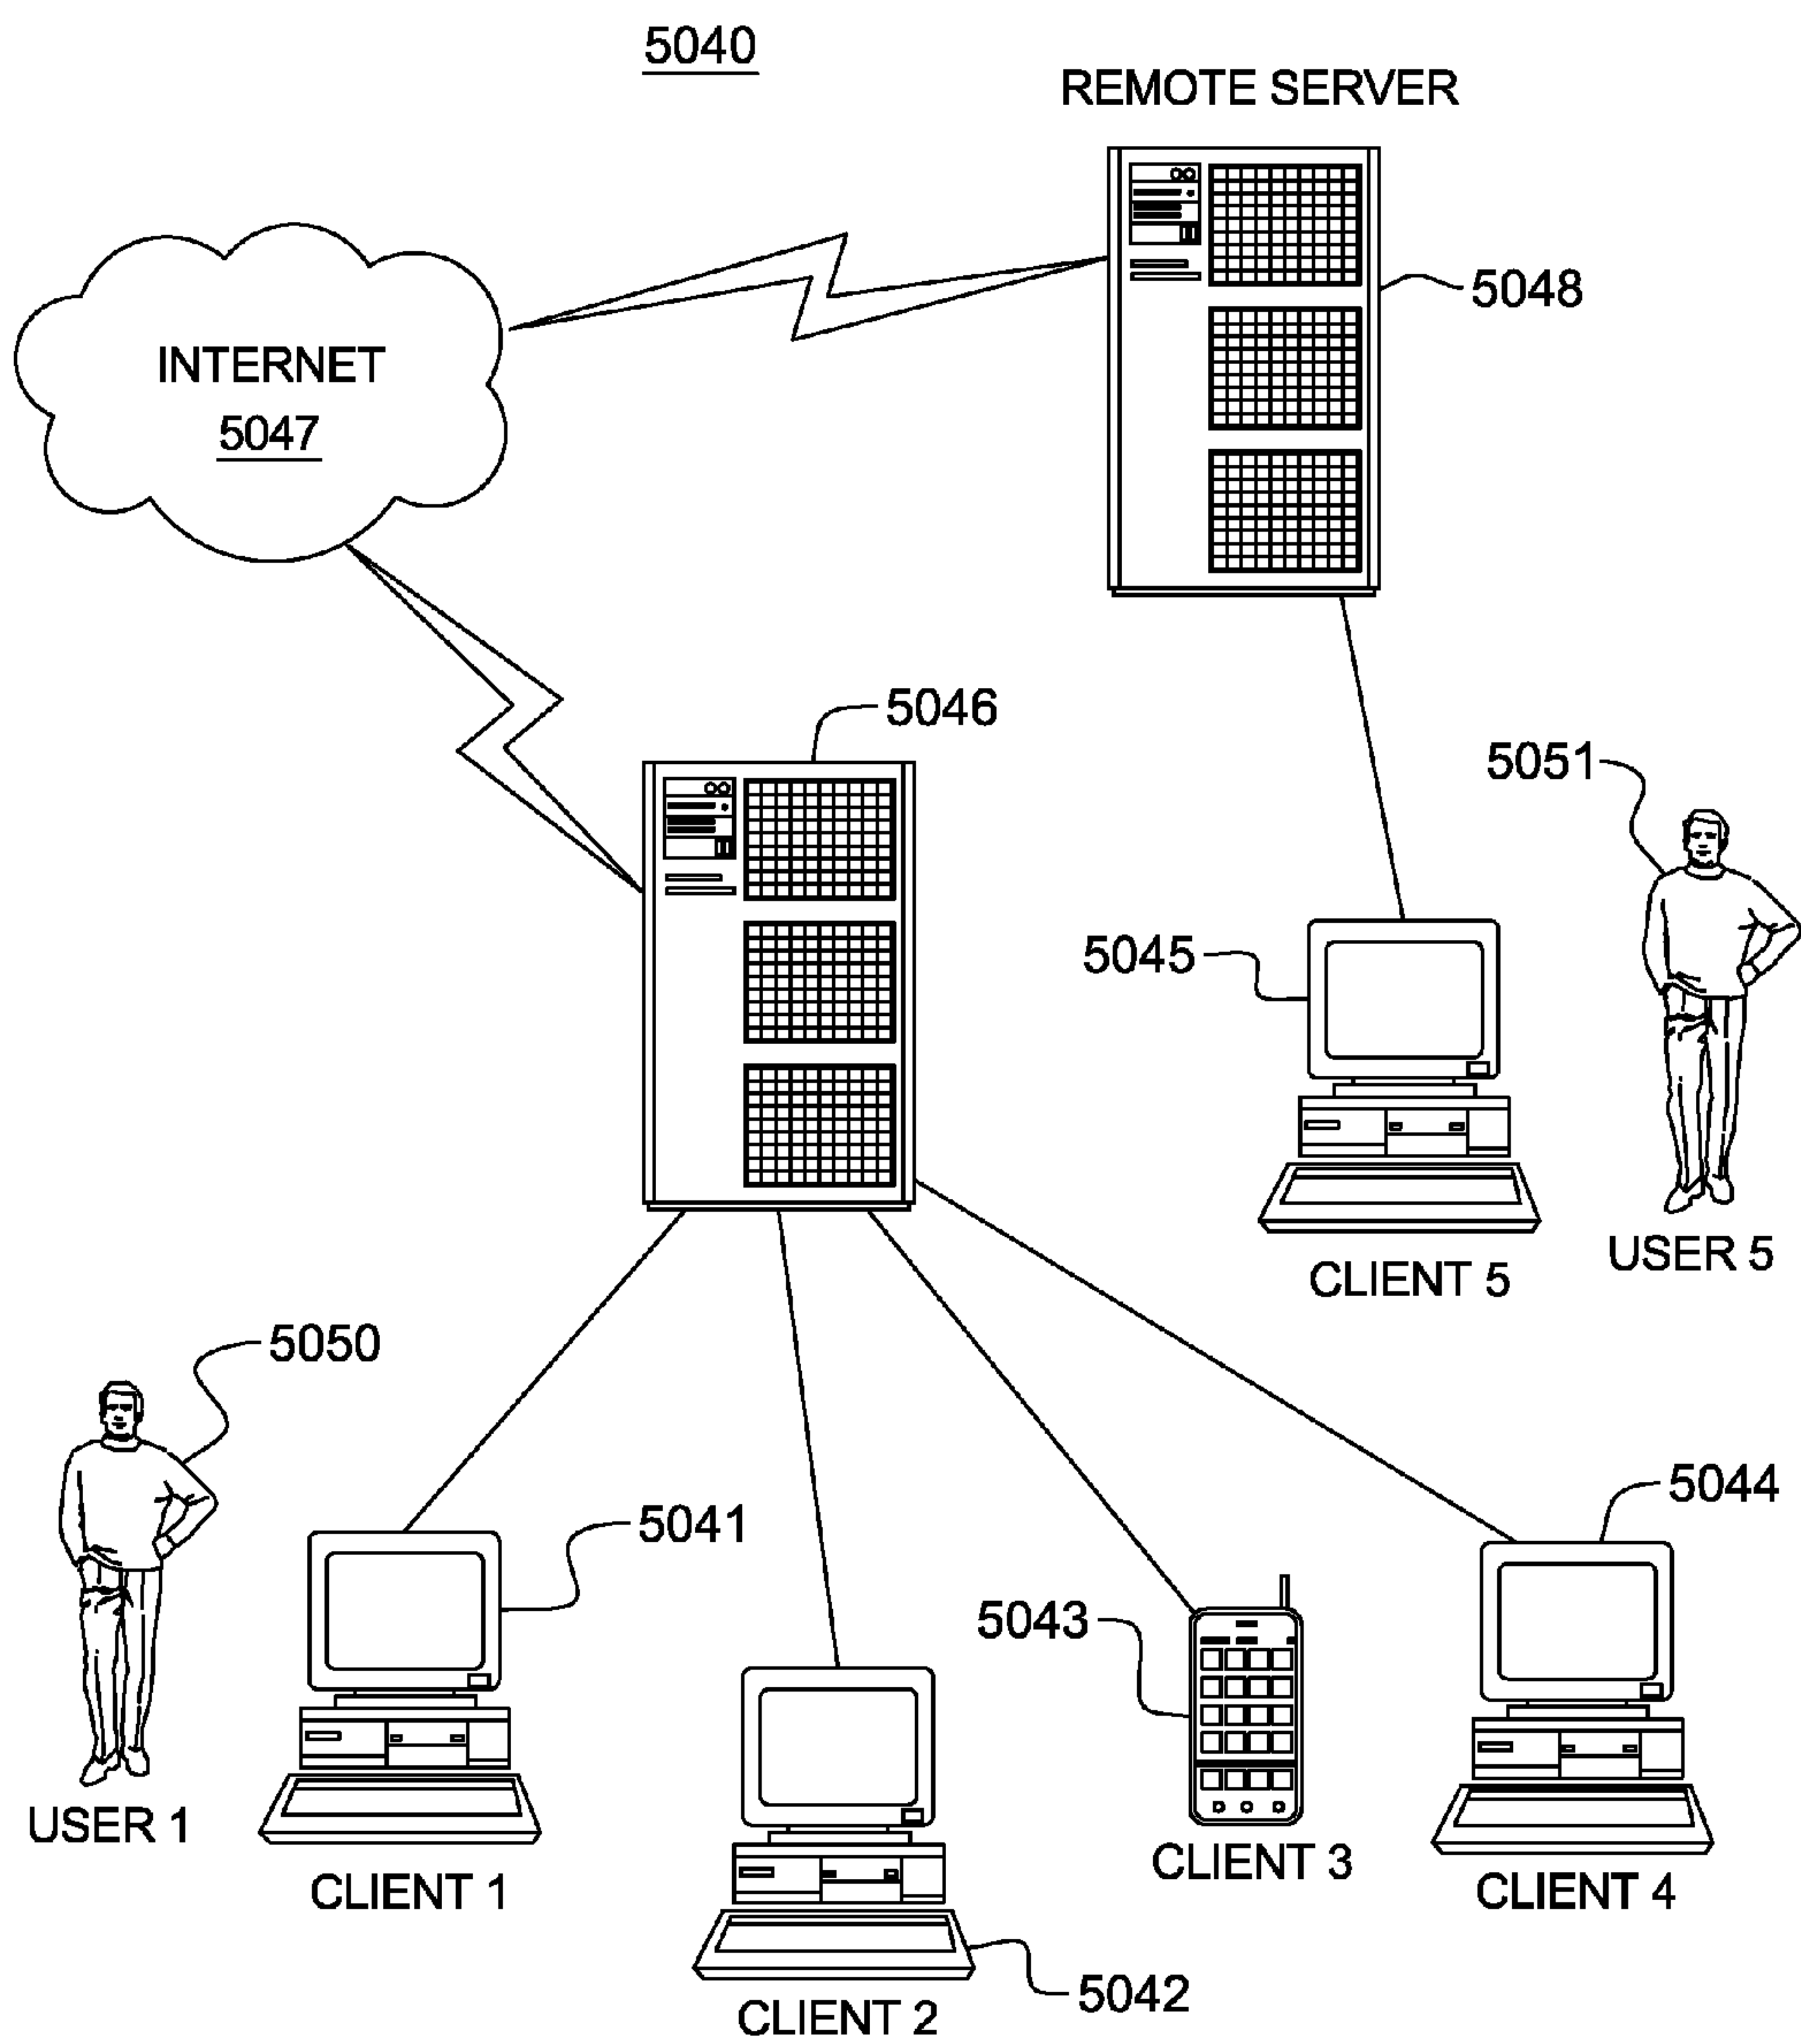 5040
REMOTE SERVER
5048
INTERNET
5047
5046
5051
5045
USER 5
CLIENT 5
5050
5041
5044
5043
USER 1
CLIENT 3
CLIENT 1
CLIENT 4
5042
CLIENT 2